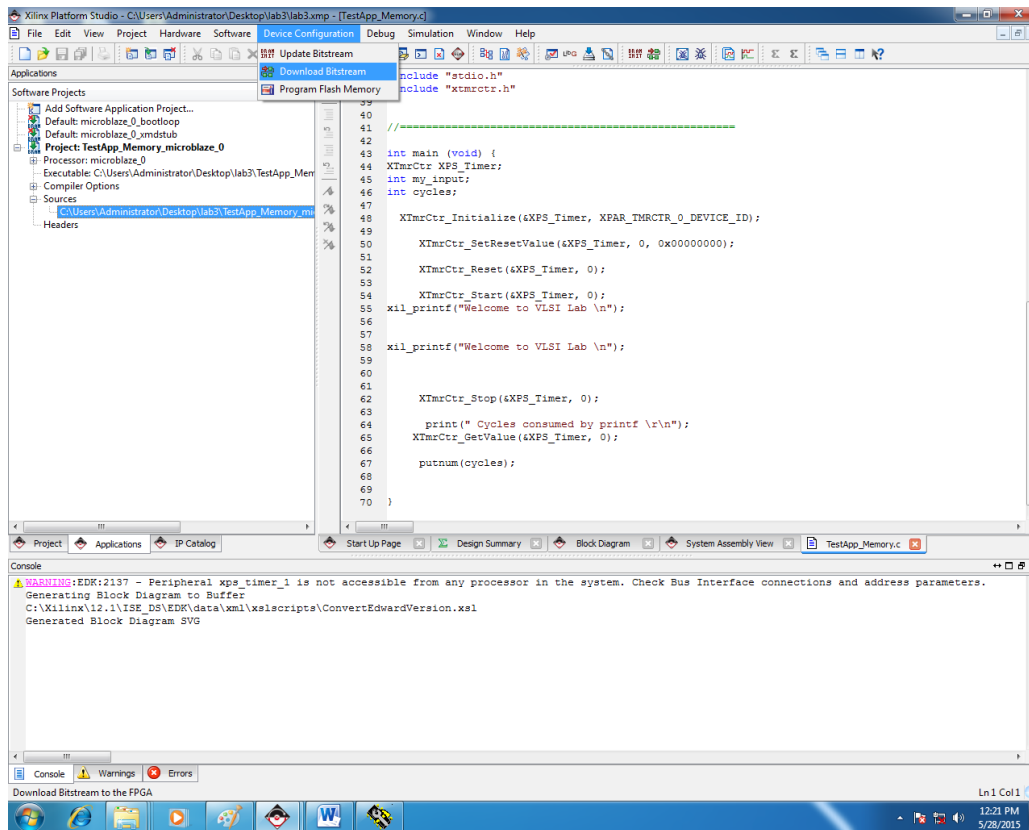 Xilinx Platform Studio - C:\Users\Administrator\Desktop\lab3\lab3.xmp - [TestApp_Memory.c]
File Edit View Project Hardware Software Device Configuration Debug Simulation Window Help
Update Bitstream
Download Bitstream
Program Flash Memory
Applications
Software Projects
Add Software Application Project...
Default: microblaze_0_bootloop
Default: microblaze_0_xmdstub
Project: TestApp_Memory_microblaze_0
Processor: microblaze_0
Executable: C:\Users\Administrator\Desktop\lab3\TestApp_Mem
Compiler Options
Sources
C:\Users\Administrator\Desktop\lab3\TestApp_Memory_mi
Headers
nclude "stdio.h"
nclude "xtmrctr.h"
39
40
41 //====================================================
42
43 int main (void) {
44 XTmrCtr XPS_Timer;
45 int my_input;
46 int cycles;
47
48 XTmrCtr_Initialize(&XPS_Timer, XPAR_TMRCTR_0_DEVICE_ID);
49
50 XTmrCtr_SetResetValue(&XPS_Timer, 0, 0x00000000);
51
52 XTmrCtr_Reset(&XPS_Timer, 0);
53
54 XTmrCtr_Start(&XPS_Timer, 0);
55 xil_printf("Welcome to VLSI Lab \n");
56
57
58 xil_printf("Welcome to VLSI Lab \n");
59
60
61
62 XTmrCtr_Stop(&XPS_Timer, 0);
63
64 print(" Cycles consumed by printf \r\n");
65 XTmrCtr_GetValue(&XPS_Timer, 0);
66
67 putnum(cycles);
68
69
70 }
Project Applications IP Catalog
Start Up Page Design Summary Block Diagram System Assembly View TestApp_Memory.c
Console
WARNING:EDK:2137 - Peripheral xps_timer_1 is not accessible from any processor in the system. Check Bus Interface connections and address parameters.
Generating Block Diagram to Buffer
C:\Xilinx\12.1\ISE_DS\EDK\data\xml\xslscripts\ConvertEdwardVersion.xsl
Generated Block Diagram SVG
Console Warnings Errors
Download Bitstream to the FPGA
Ln 1 Col 1
12:21 PM
5/28/2015